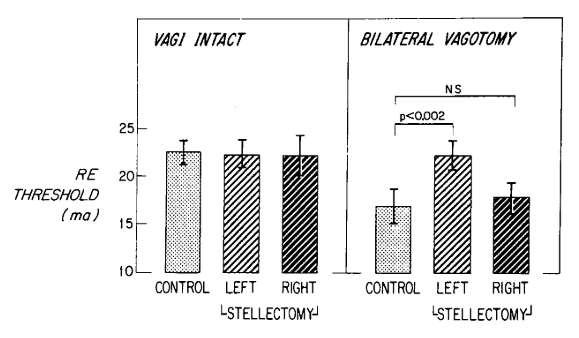 VAGI INTACT
BILATERAL VAGOTOMY
NS
p<0.002
25
20
15
10
RE
THRESHOLD
(ma)
CONTROL LEFT RIGHT
STELLECTOMY
CONTROL LEFT RIGHT
STELLECTOMY